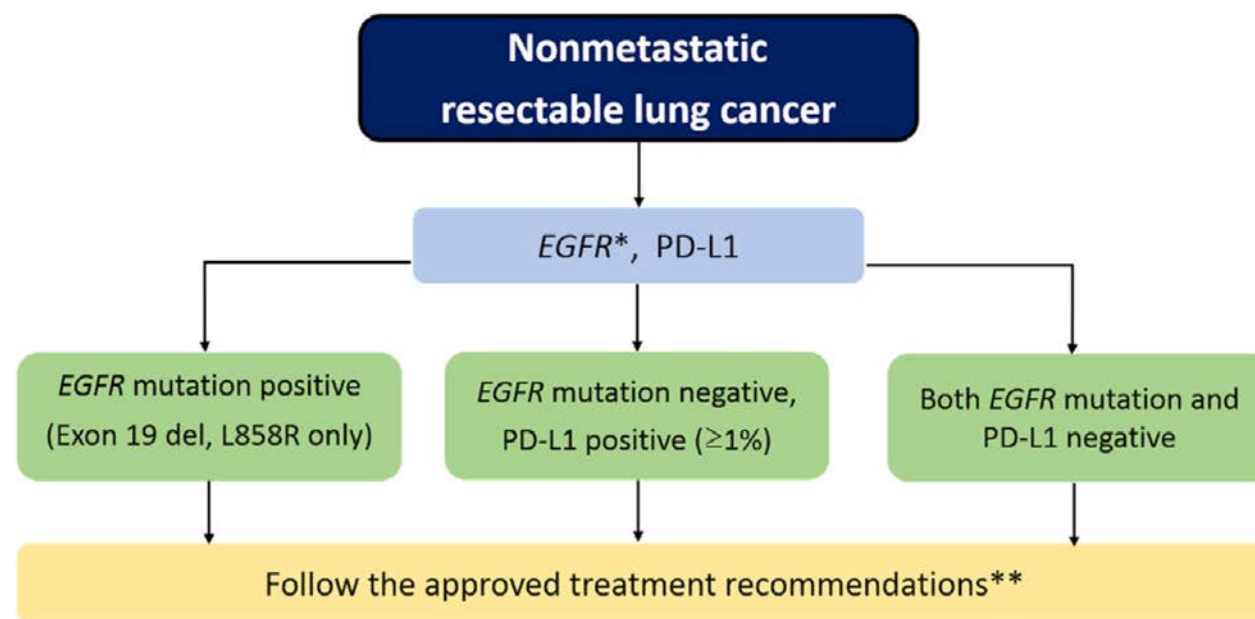 Nonmetastatic
resectable lung cancer
EGFR*, PD-L1
EGFR mutation positive
(Exon 19 del, L858R only)
EGFR mutation negative,
PD-L1 positive (≥1%)
Both EGFR mutation and
PD-L1 negative
Follow the approved treatment recommendations**